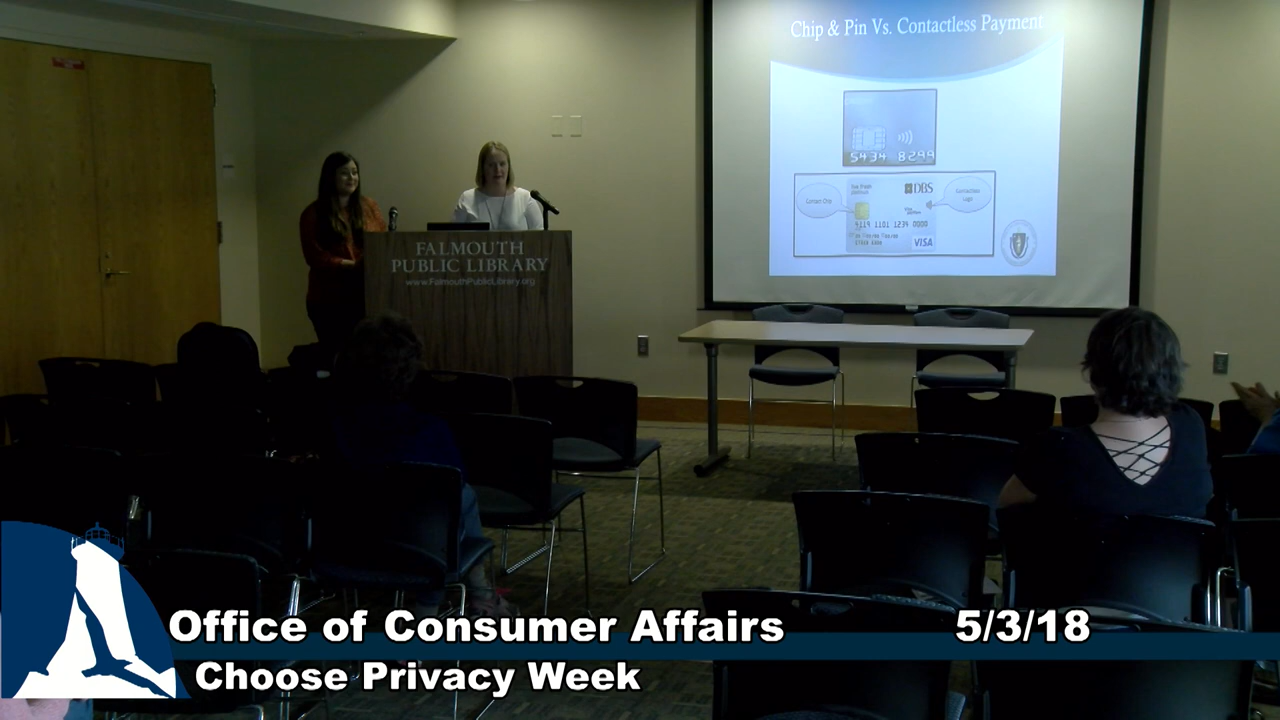 Chip & Pin Vs. Contactless Payment
5434 8299
Contact Chip
DBS
Contactless
Logo
4119 1101 1234 0000
VISA
FALMOUTH
PUBLIC LIBRARY
www.FalmouthPublicLibrary.org
Office of Consumer Affairs 5/3/18
Choose Privacy Week